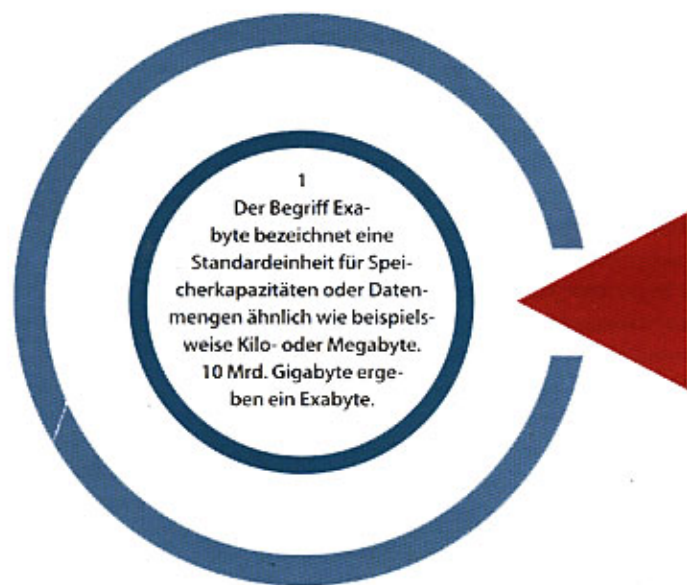 1
Der Begriff Exa-
byte bezeichnet eine
Standardeinheit für Spei-
cherkapazitäten oder Daten-
mengen ähnlich wie beispiels-
weise Kilo- oder Megabyte.
10 Mrd. Gigabyte erge-
ben ein Exabyte.